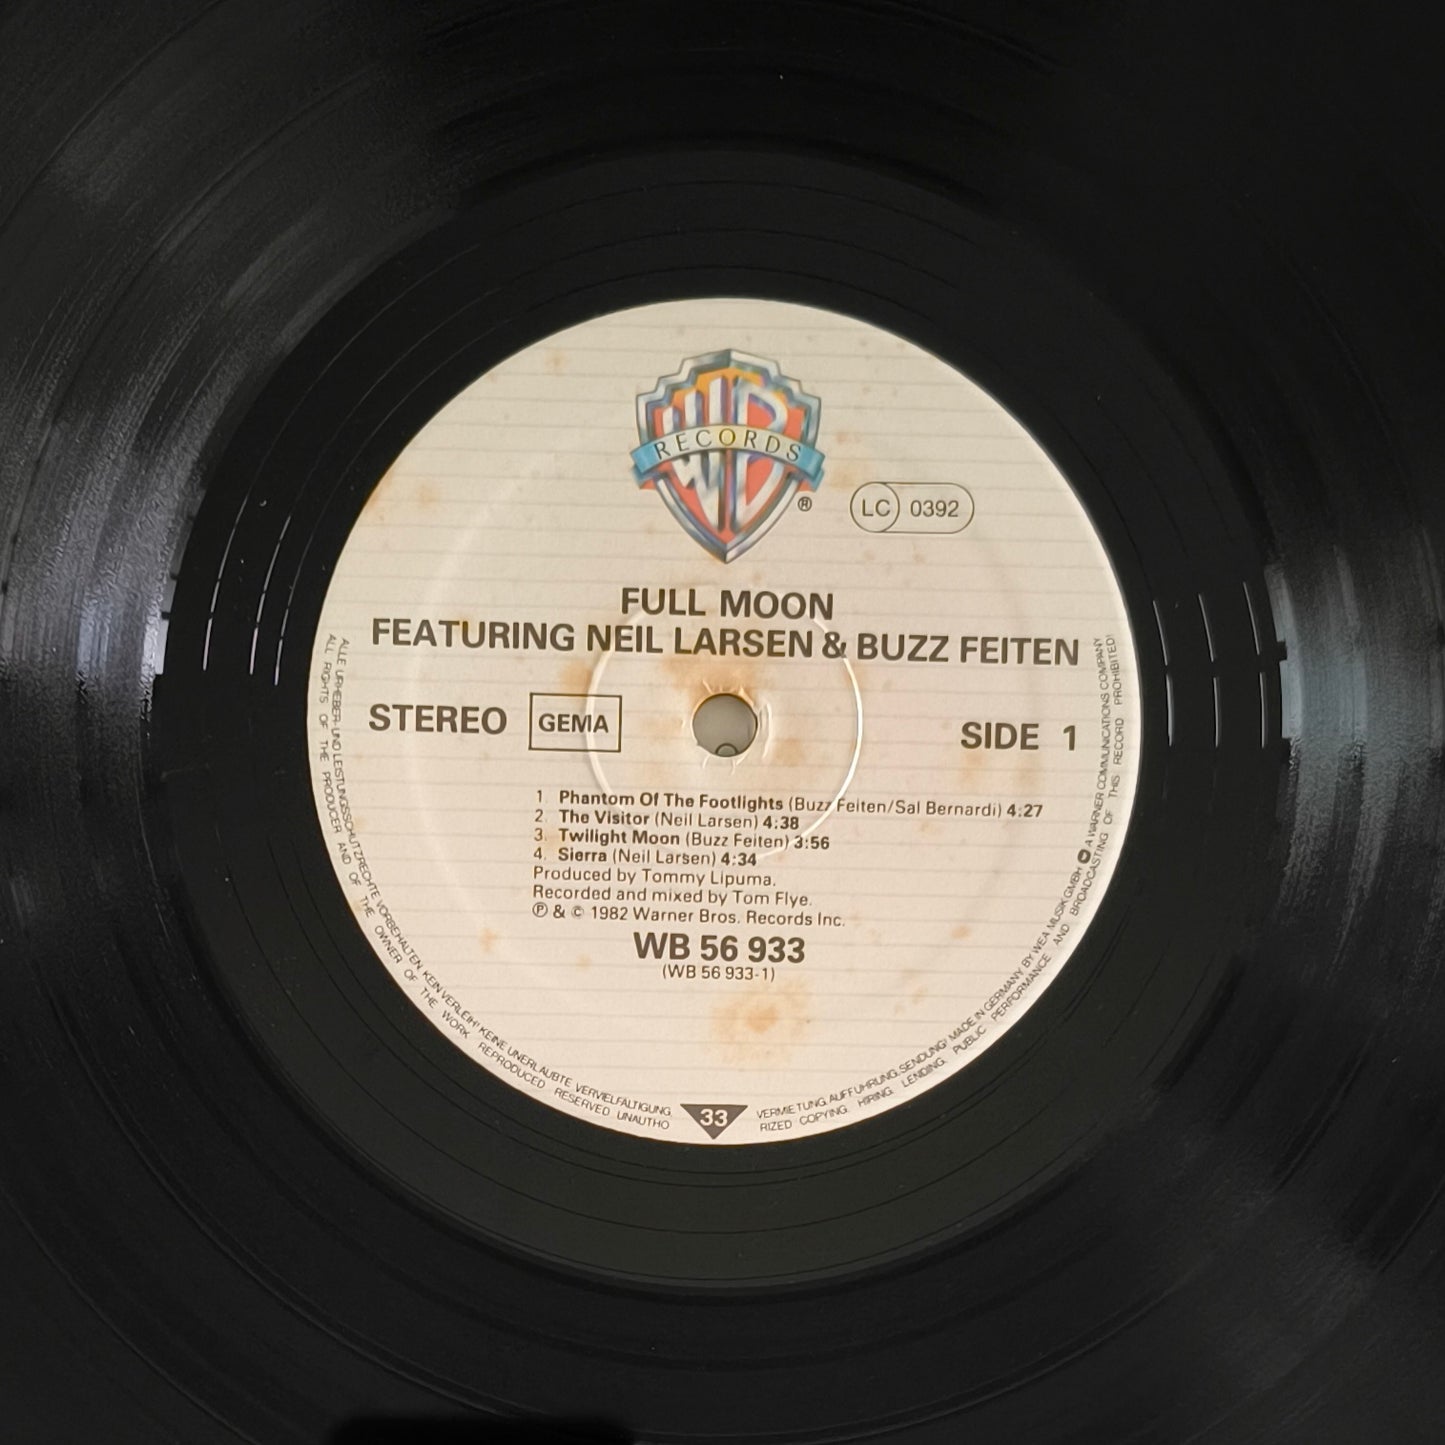 WB
RECORDS
®
LC 0392
FULL MOON
FEATURING NEIL LARSEN & BUZZ FEITEN
STEREO GEMA SIDE 1
1. Phantom Of The Footlights (Buzz Feiten/Sal Bernardi) 4:27
2. The Visitor (Neil Larsen) 4:38
3. Twilight Moon (Buzz Feiten) 3:56
4. Sierra (Neil Larsen) 4:34
Produced by Tommy Lipuma.
Recorded and mixed by Tom Flye.
℗ & © 1982 Warner Bros. Records Inc.
WB 56 933
(WB 56 933-1)
ALLE URHEBER- UND LEISTUNGSSCHUTZRECHTE VORBEHALTEN. KEIN VERLEIH! KEINE UNERLAUBTE VERVIELFÄLTIGUNG, VERMIETUNG, AUFFÜHRUNG, SENDUNG! MADE IN GERMANY BY WEA MUSIK GMBH A WARNER COMMUNICATIONS COMPANY
ALL RIGHTS OF THE PRODUCER AND OF THE OWNER OF THE WORK REPRODUCED RESERVED UNAUTHORIZED COPYING, HIRING, LENDING, PUBLIC PERFORMANCE AND BROADCASTING OF THIS RECORD PROHIBITED!
33